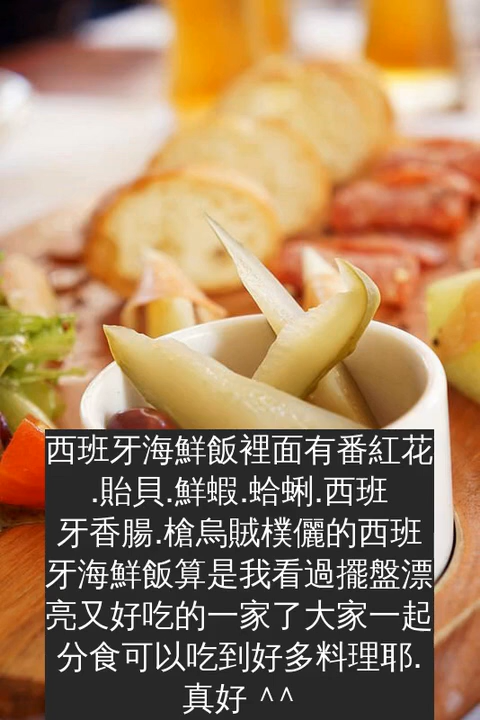 西班牙海鮮飯裡面有番紅花
.貽貝.鮮蝦.蛤蜊.西班
牙香腸.槍烏賊樸儷的西班
牙海鮮飯算是我看過擺盤漂
亮又好吃的一家了大家一起
分食可以吃到好多料理耶.
真好 ^^